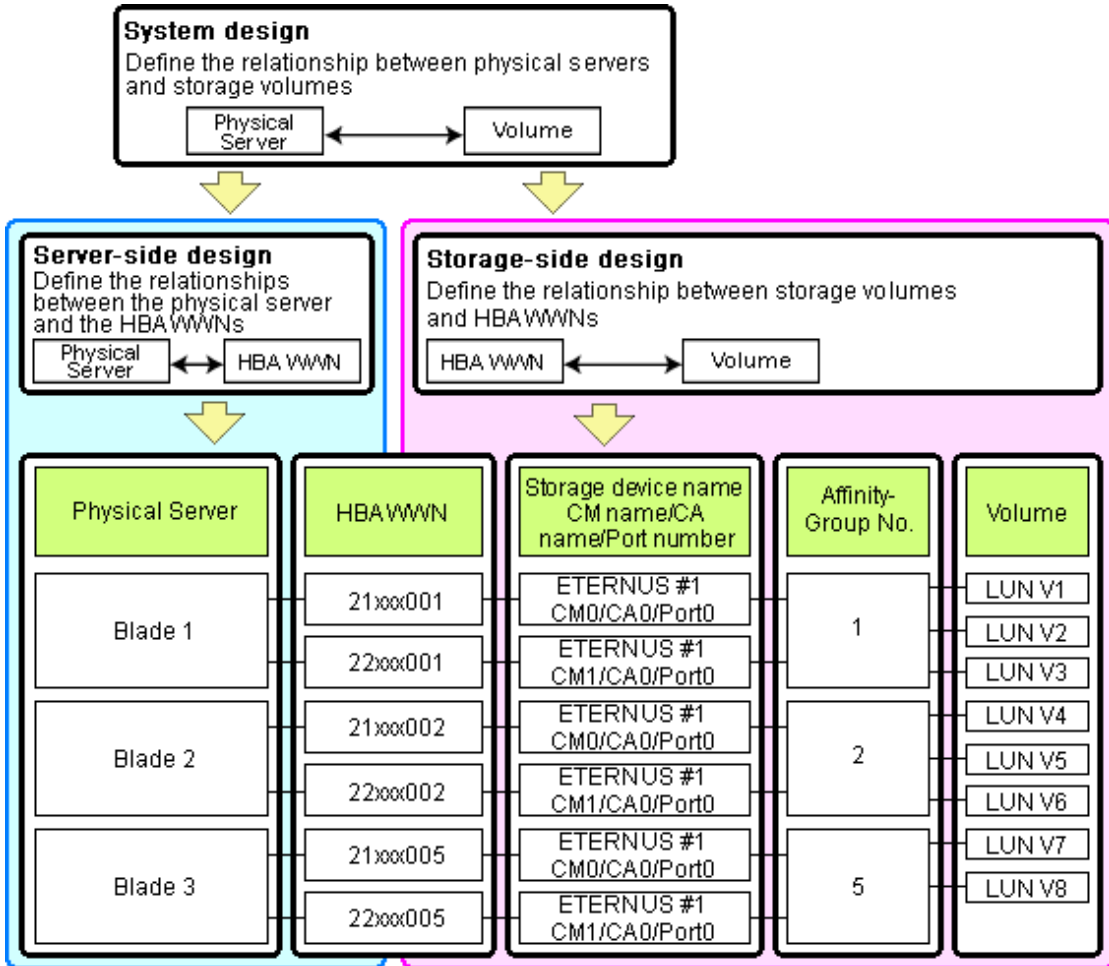 System design
Define the relationship between physical servers
and storage volumes
Physical
Server
Volume
Server-side design
Define the relationships
between the physical server
and the HBA WWNs
Physical
Server
HBA WWN
Storage-side design
Define the relationship between storage volumes
and HBA WWNs
HBA WWN
Volume
Physical Server
HBA WWN
Storage device name
CM name/CA
name/Port number
Affinity-
Group No.
Volume
Blade 1
21xxx001
22xxx001
ETERNUS #1
CM0/CA0/Port0
ETERNUS #1
CM1/CA0/Port0
1
LUN V1
LUN V2
LUN V3
Blade 2
21xxx002
22xxx002
ETERNUS #1
CM0/CA0/Port0
ETERNUS #1
CM1/CA0/Port0
2
LUN V4
LUN V5
LUN V6
Blade 3
21xxx005
22xxx005
ETERNUS #1
CM0/CA0/Port0
ETERNUS #1
CM1/CA0/Port0
5
LUN V7
LUN V8